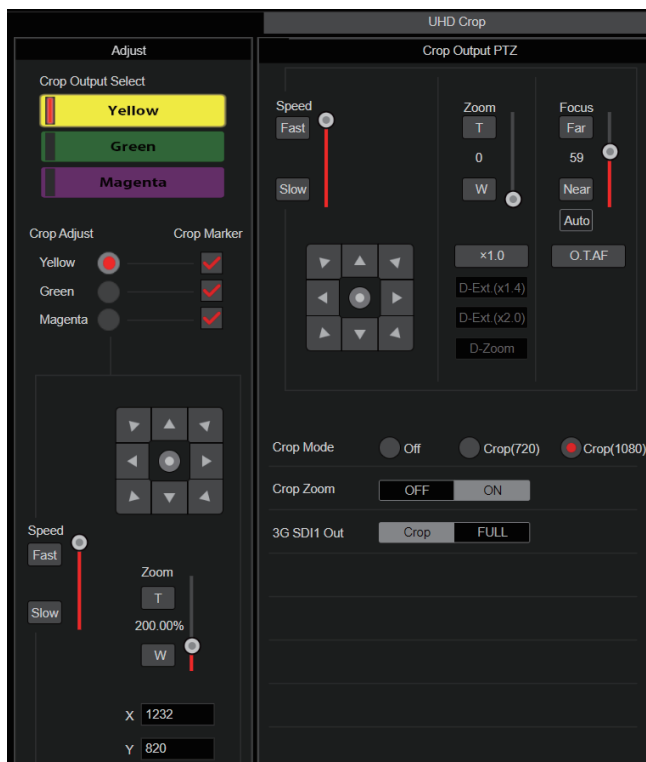 UHD Crop
Adjust
Crop Output Select
Yellow
Green
Magenta
Crop Adjust Crop Marker
Yellow
Green
Magenta
Speed
Fast
Slow
Zoom
T
200.00%
W
X 1232
Y 820
Crop Output PTZ
Speed
Fast
Slow
Zoom
T
0
W
Focus
Far
59
Near
Auto
×1.0 O.T.AF
D-Ext.(x1.4)
D-Ext.(x2.0)
D-Zoom
Crop Mode Off Crop(720) Crop(1080)
Crop Zoom OFF ON
3G SDI1 Out Crop FULL